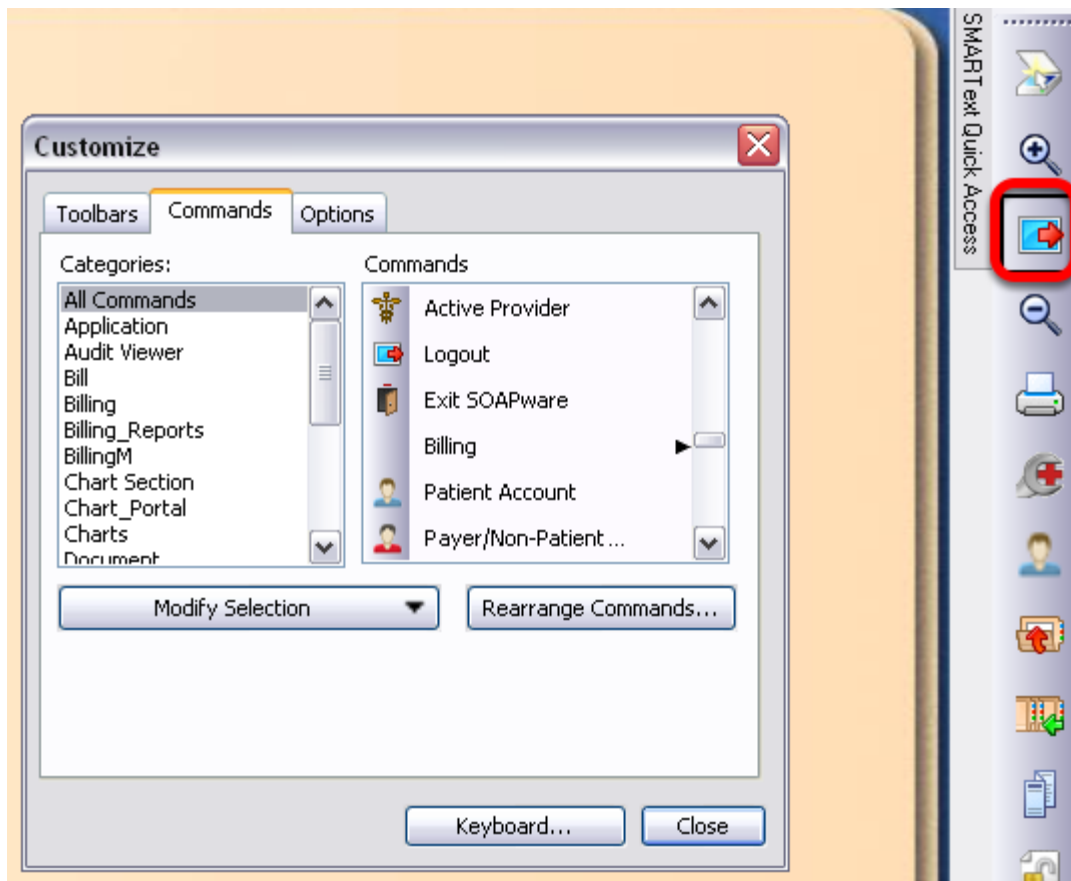 Customize
Toolbars
Commands
Options
Categories:
All Commands
Application
Audit Viewer
Bill
Billing
Billing_Reports
BillingM
Chart Section
Chart_Portal
Charts
Document
Commands
Active Provider
Logout
Exit SOAPware
Billing
Patient Account
Payer/Non-Patient ...
Modify Selection
Rearrange Commands...
Keyboard...
Close
SMARText Quick Access